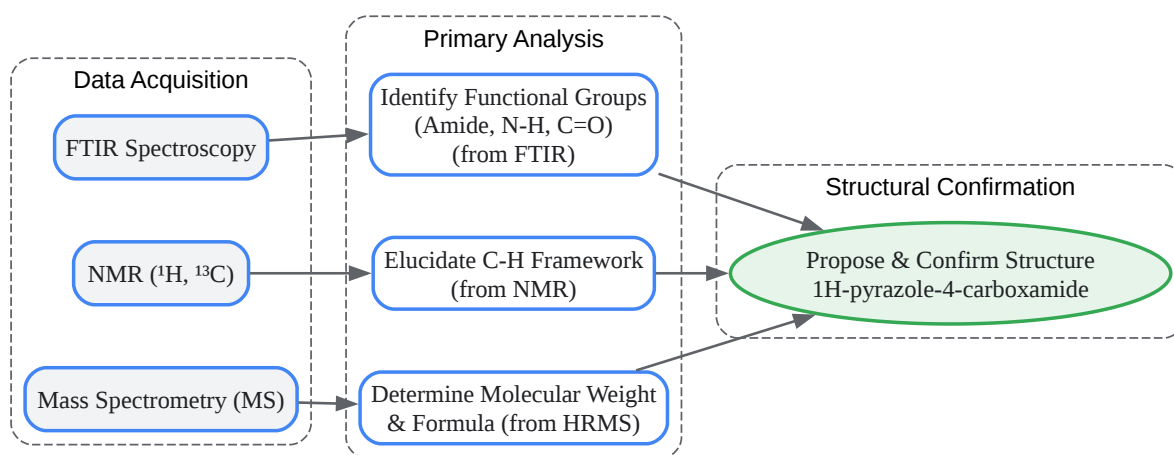 Data Acquisition
FTIR Spectroscopy
NMR (¹H, ¹³C)
Mass Spectrometry (MS)
Primary Analysis
Identify Functional Groups
(Amide, N-H, C=O)
(from FTIR)
Elucidate C-H Framework
(from NMR)
Determine Molecular Weight
& Formula (from HRMS)
Structural Confirmation
Propose & Confirm Structure
1H-pyrazole-4-carboxamide